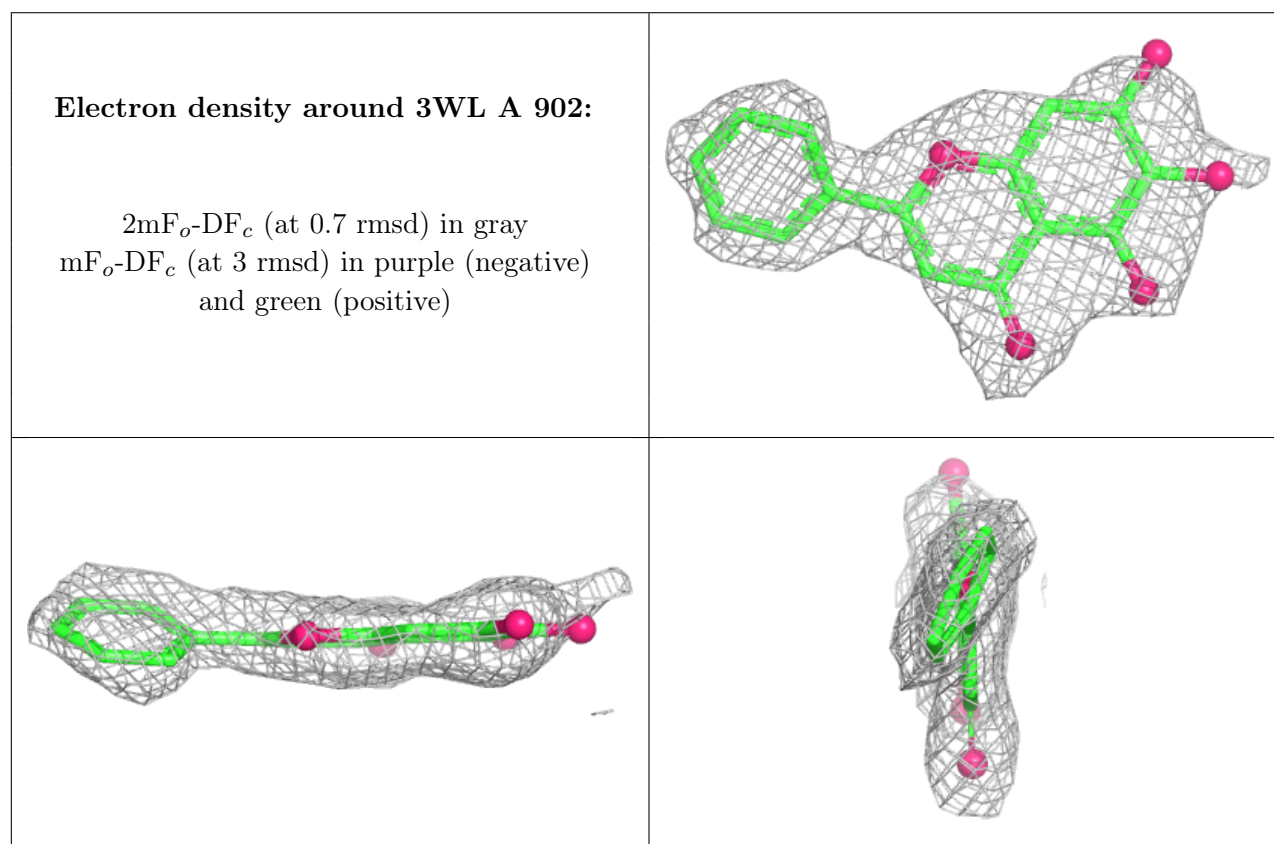 Electron density around 3WL A 902:
2mFo-DFc (at 0.7 rmsd) in gray
mFo-DFc (at 3 rmsd) in purple (negative)
and green (positive)